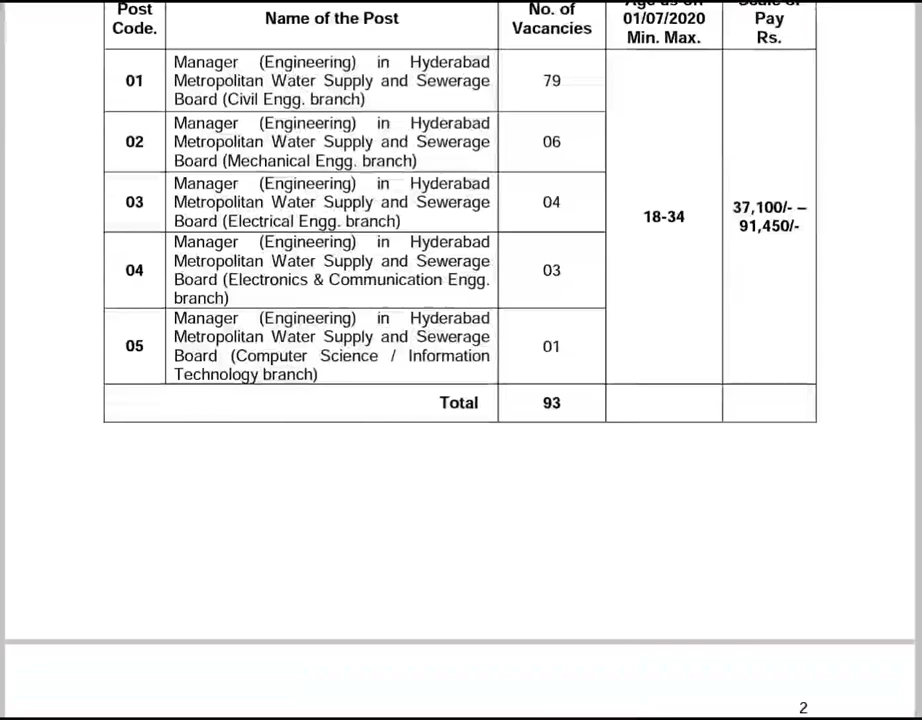 Post Code.
Name of the Post
No. of Vacancies
Age as on 01/07/2020 Min. Max.
Scale of Pay Rs.
01
Manager (Engineering) in Hyderabad
Metropolitan Water Supply and Sewerage
Board (Civil Engg. branch)
79
02
Manager (Engineering) in Hyderabad
Metropolitan Water Supply and Sewerage
Board (Mechanical Engg. branch)
06
03
Manager (Engineering) in Hyderabad
Metropolitan Water Supply and Sewerage
Board (Electrical Engg. branch)
04
04
Manager (Engineering) in Hyderabad
Metropolitan Water Supply and Sewerage
Board (Electronics & Communication Engg.
branch)
03
05
Manager (Engineering) in Hyderabad
Metropolitan Water Supply and Sewerage
Board (Computer Science / Information
Technology branch)
01
18-34
37,100/- –
91,450/-
Total
93
2